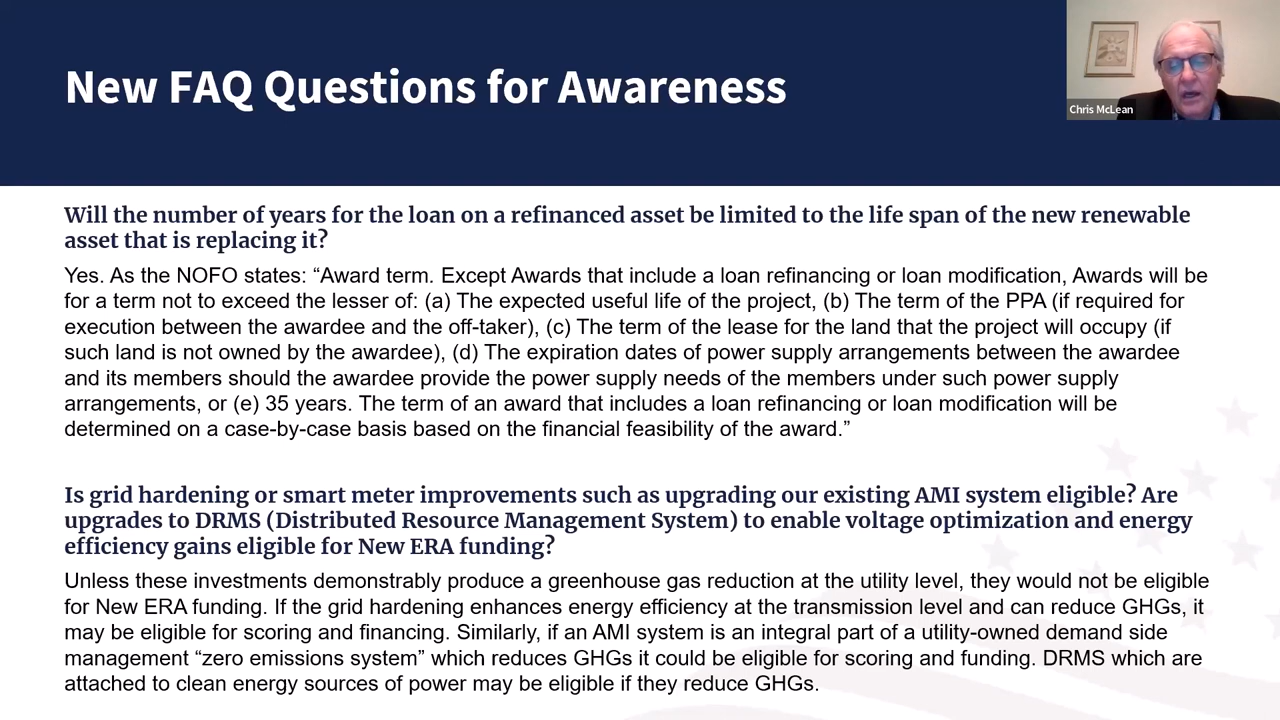 New FAQ Questions for Awareness
Chris McLean
Will the number of years for the loan on a refinanced asset be limited to the life span of the new renewable
asset that is replacing it?
Yes. As the NOFO states: “Award term. Except Awards that include a loan refinancing or loan modification, Awards will be
for a term not to exceed the lesser of: (a) The expected useful life of the project, (b) The term of the PPA (if required for
execution between the awardee and the off-taker), (c) The term of the lease for the land that the project will occupy (if
such land is not owned by the awardee), (d) The expiration dates of power supply arrangements between the awardee
and its members should the awardee provide the power supply needs of the members under such power supply
arrangements, or (e) 35 years. The term of an award that includes a loan refinancing or loan modification will be
determined on a case-by-case basis based on the financial feasibility of the award.”
Is grid hardening or smart meter improvements such as upgrading our existing AMI system eligible? Are
upgrades to DRMS (Distributed Resource Management System) to enable voltage optimization and energy
efficiency gains eligible for New ERA funding?
Unless these investments demonstrably produce a greenhouse gas reduction at the utility level, they would not be eligible
for New ERA funding. If the grid hardening enhances energy efficiency at the transmission level and can reduce GHGs, it
may be eligible for scoring and financing. Similarly, if an AMI system is an integral part of a utility-owned demand side
management “zero emissions system” which reduces GHGs it could be eligible for scoring and funding. DRMS which are
attached to clean energy sources of power may be eligible if they reduce GHGs.